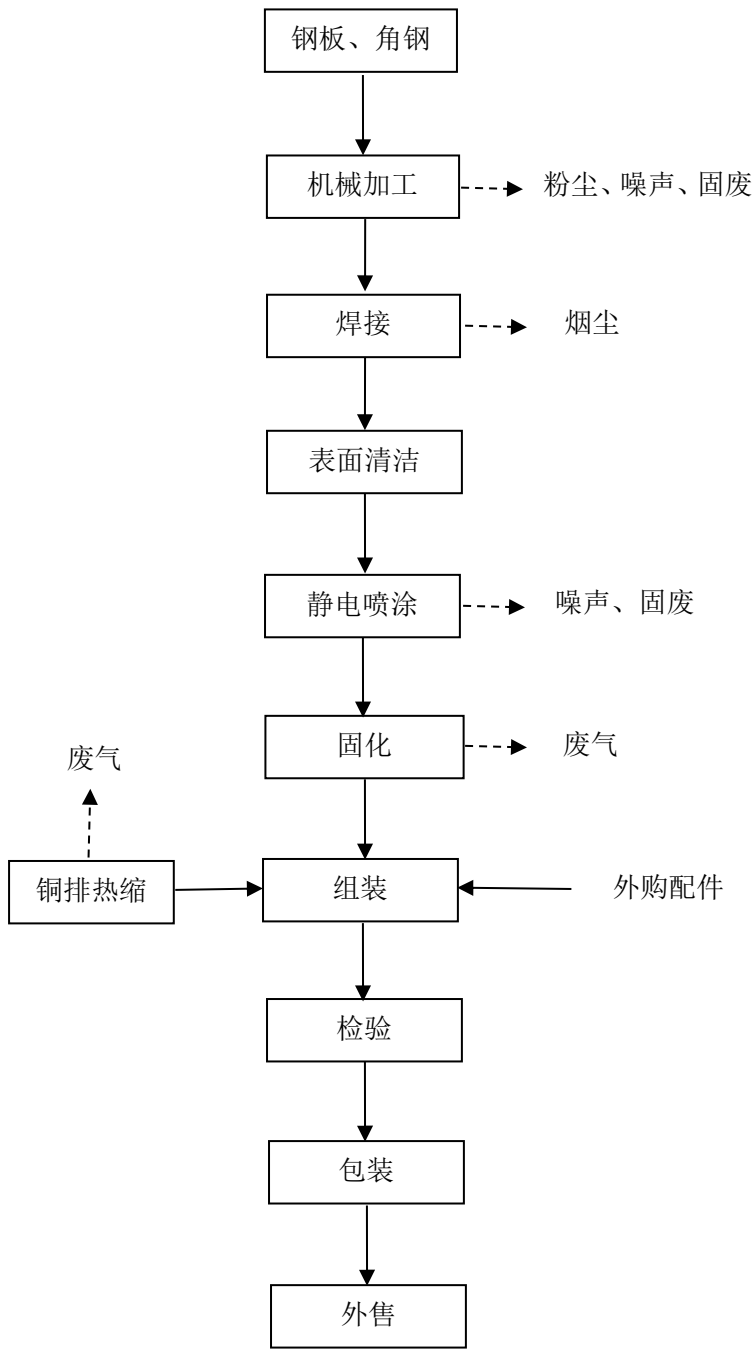 钢板、角钢
机械加工
粉尘、噪声、固废
焊接
烟尘
表面清洁
静电喷涂
噪声、固废
固化
废气
废气
铜排热缩
组装
外购配件
检验
包装
外售